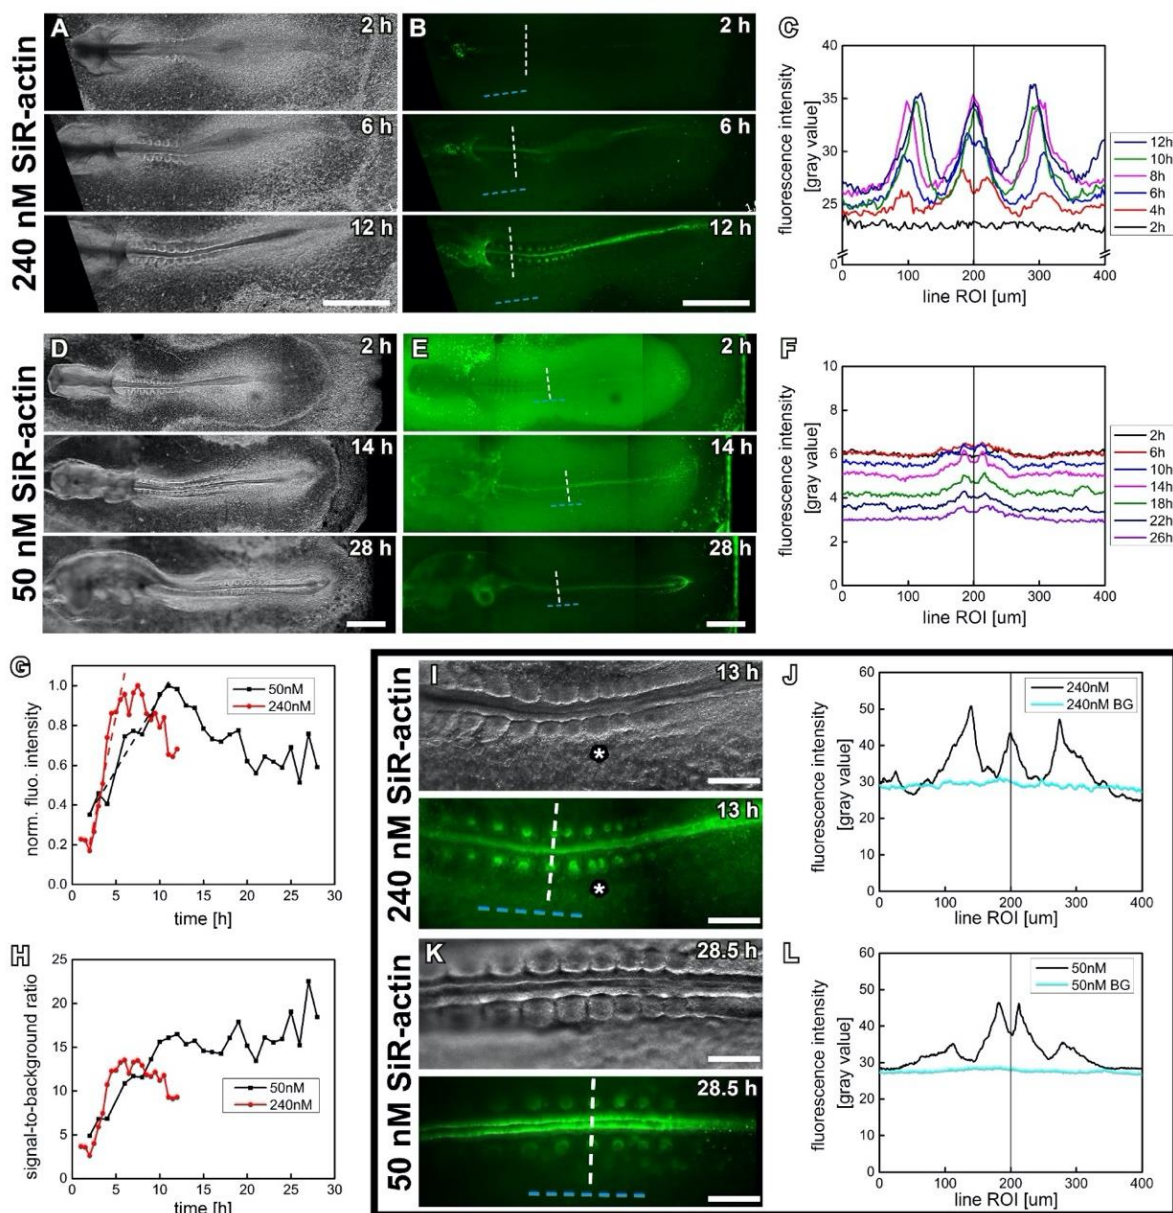 240 nM SiR-actin
A
2 h
6 h
12 h
B
2 h
6 h
12 h
C
fluorescence intensity
[gray value]
40
35
30
25
0
0
100
200
300
400
line ROI [um]
12h
10h
8h
6h
4h
2h
50 nM SiR-actin
D
2 h
14 h
28 h
E
2 h
14 h
28 h
F
fluorescence intensity
[gray value]
10
8
6
4
2
0
0
100
200
300
400
line ROI [um]
2h
6h
10h
14h
18h
22h
26h
G
norm. fluo. intensity
1.0
0.8
0.6
0.4
0.2
0.0
0
5
10
15
20
25
30
time [h]
50nM
240nM
H
signal-to-background ratio
25
20
15
10
5
0
0
5
10
15
20
25
30
time [h]
50nM
240nM
240 nM SiR-actin
I
13 h
*
13 h
*
J
fluorescence intensity
[gray value]
60
50
40
30
20
10
0
0
100
200
300
400
line ROI [um]
240nM
240nM BG
50 nM SiR-actin
K
28.5 h
28.5 h
L
fluorescence intensity
[gray value]
60
50
40
30
20
10
0
0
100
200
300
400
line ROI [um]
50nM
50nM BG